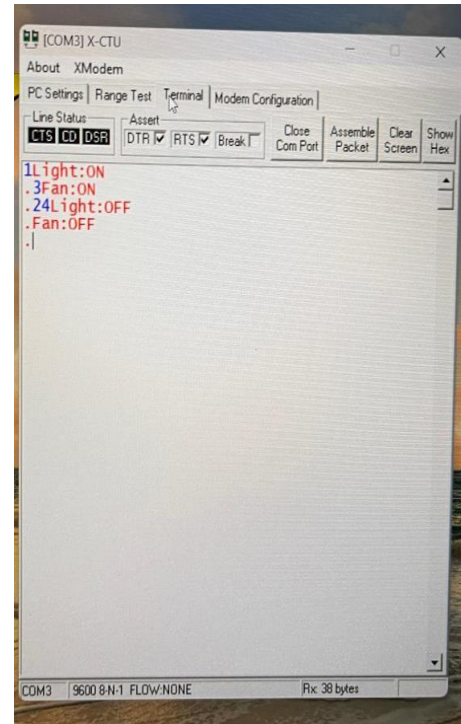 [COM3] X-CTU
About XModem
PC Settings Range Test Terminal Modem Configuration
Line Status Assert
CTS CD DSR DTR RTS Break Close Com Port Assemble Packet Clear Screen Show Hex
1Light:ON
.3Fan:ON
.24Light:OFF
.Fan:OFF
.
COM3 9600 8-N-1 FLOW:NONE Rx: 38 bytes